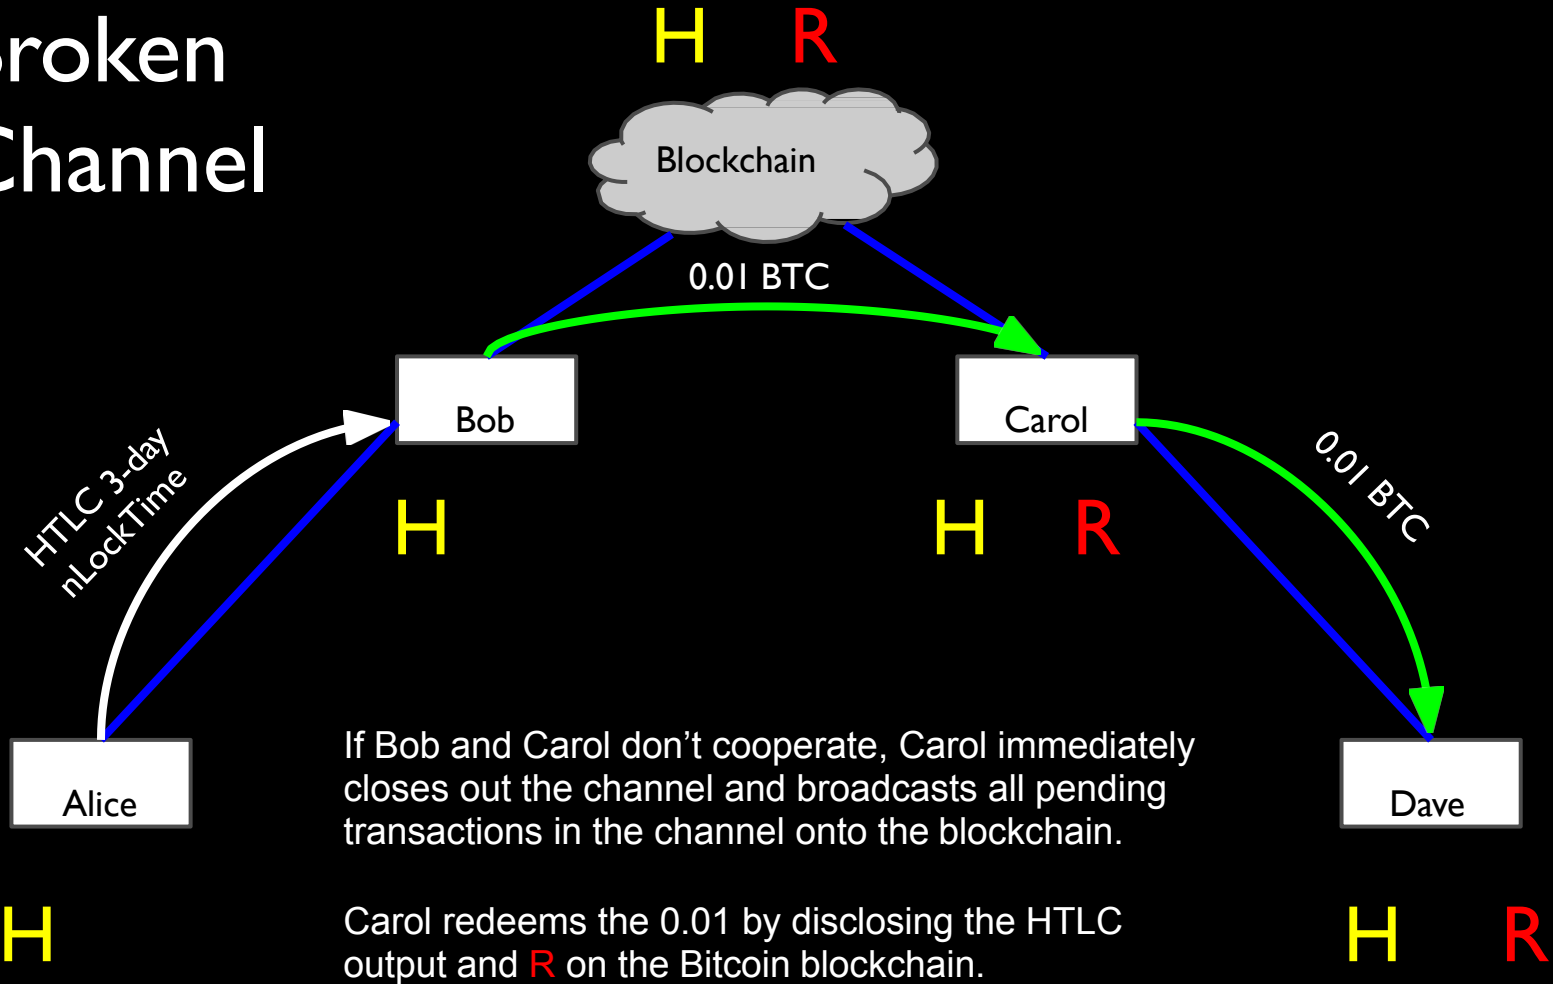 Broken
Channel
H R
Blockchain
0.01 BTC
Bob
Carol
HTLC 3-day
nLockTime
0.01 BTC
H
H R
Alice
Dave
If Bob and Carol don’t cooperate, Carol immediately
closes out the channel and broadcasts all pending
transactions in the channel onto the blockchain.
H
H R
Carol redeems the 0.01 by disclosing the HTLC
output and R on the Bitcoin blockchain.